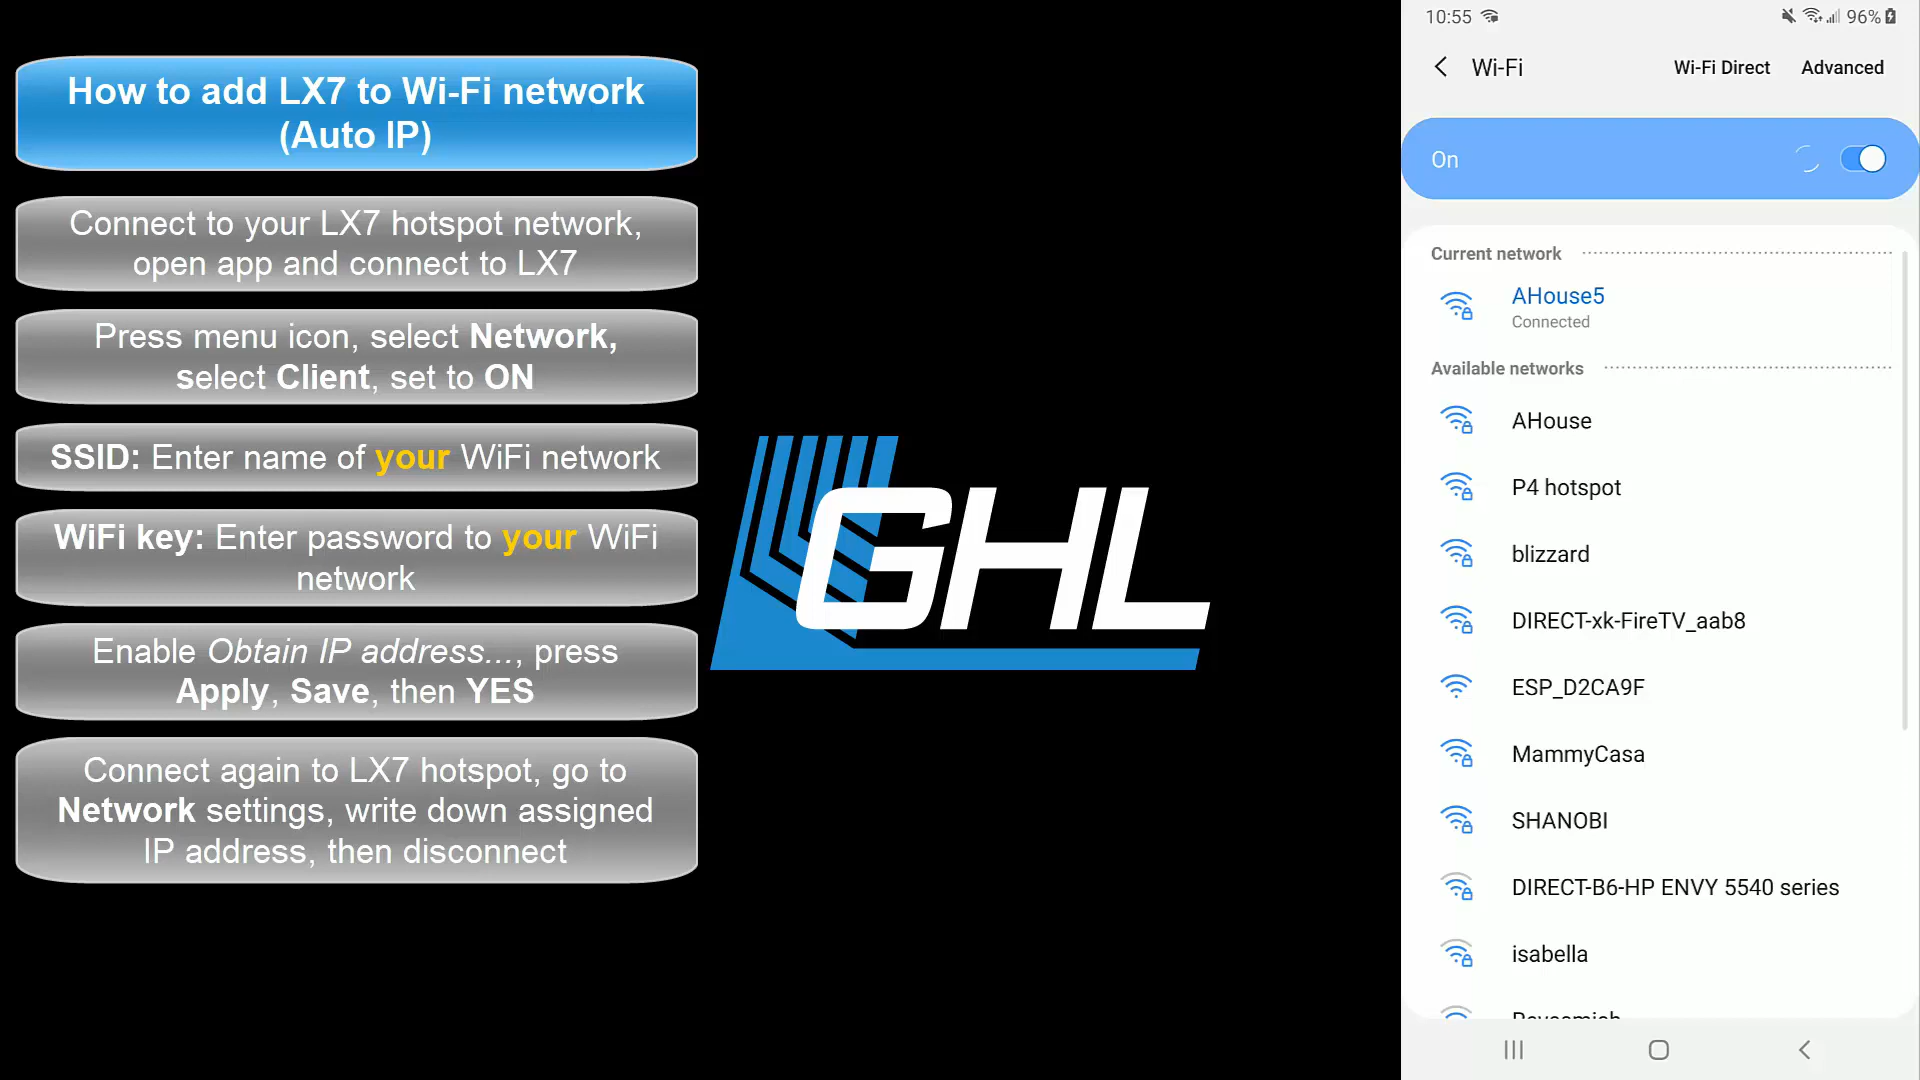 How to add LX7 to Wi-Fi network
(Auto IP)
Connect to your LX7 hotspot network,
open app and connect to LX7
Press menu icon, select Network,
select Client, set to ON
SSID: Enter name of your WiFi network
WiFi key: Enter password to your WiFi
network
Enable Obtain IP address..., press
Apply, Save, then YES
Connect again to LX7 hotspot, go to
Network settings, write down assigned
IP address, then disconnect
GHL
10:55
96%
Wi-Fi
Wi-Fi Direct
Advanced
On
Current network
AHouse5
Connected
Available networks
AHouse
P4 hotspot
blizzard
DIRECT-xk-FireTV_aab8
ESP_D2CA9F
MammyCasa
SHANOBI
DIRECT-B6-HP ENVY 5540 series
isabella